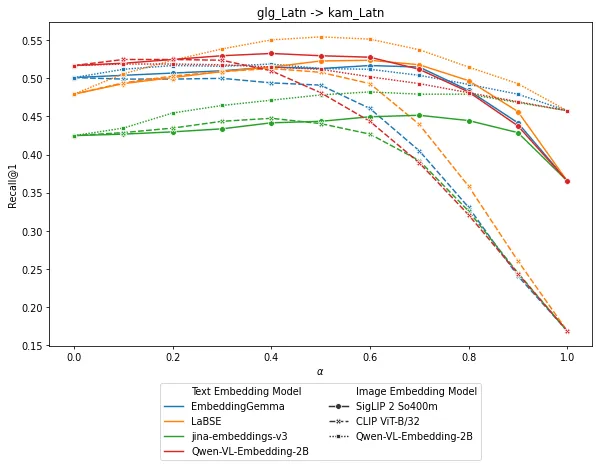 glg_Latn -> kam_Latn
0.55
0.50
0.45
0.40
0.35
0.30
0.25
0.20
0.15
Recall@1
0.0 0.2 0.4 0.6 0.8 1.0
α
Text Embedding Model Image Embedding Model
EmbeddingGemma SigLIP 2 So400m
LaBSE CLIP ViT-B/32
jina-embeddings-v3 Qwen-VL-Embedding-2B
Qwen-VL-Embedding-2B